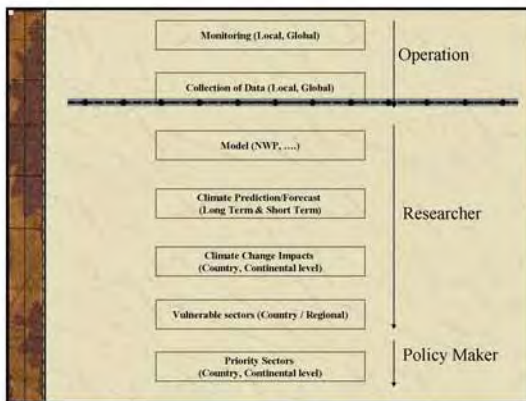 Monitoring (Local, Global)
Operation
Collection of Data (Local, Global)
Model (NWP, ....)
Climate Prediction/Forecast
(Long Term & Short Term)
Researcher
Climate Change Impacts
(Country, Continental level)
Vulnerable sectors (Country / Regional)
Policy Maker
Priority Sectors
(Country, Continental level)